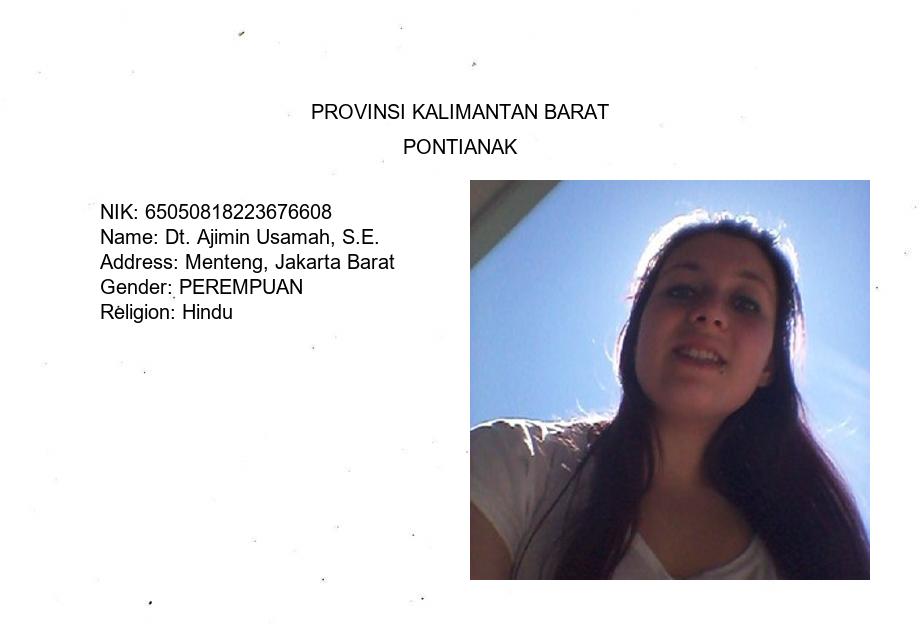 PROVINSI KALIMANTAN BARAT
PONTIANAK
NIK: 65050818223676608
Name: Dt. Ajimin Usamah, S.E.
Address: Menteng, Jakarta Barat
Gender: PEREMPUAN
Religion: Hindu